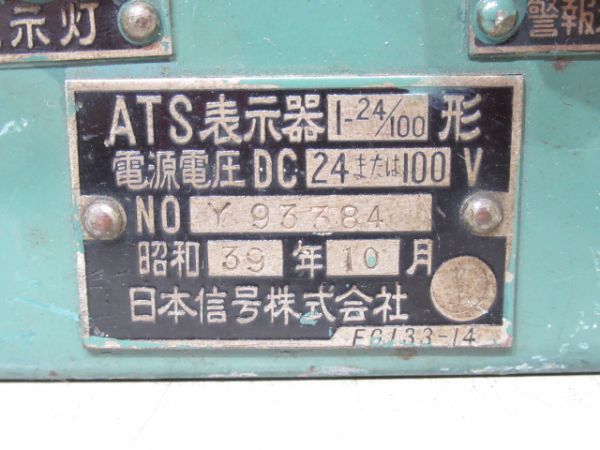 示灯
警報
ATS表示器 1-24/100 形
電源電圧 DC 24または100 V
NO Y 93384
昭和 39 年 10 月
日本信号株式会社
FG133-14